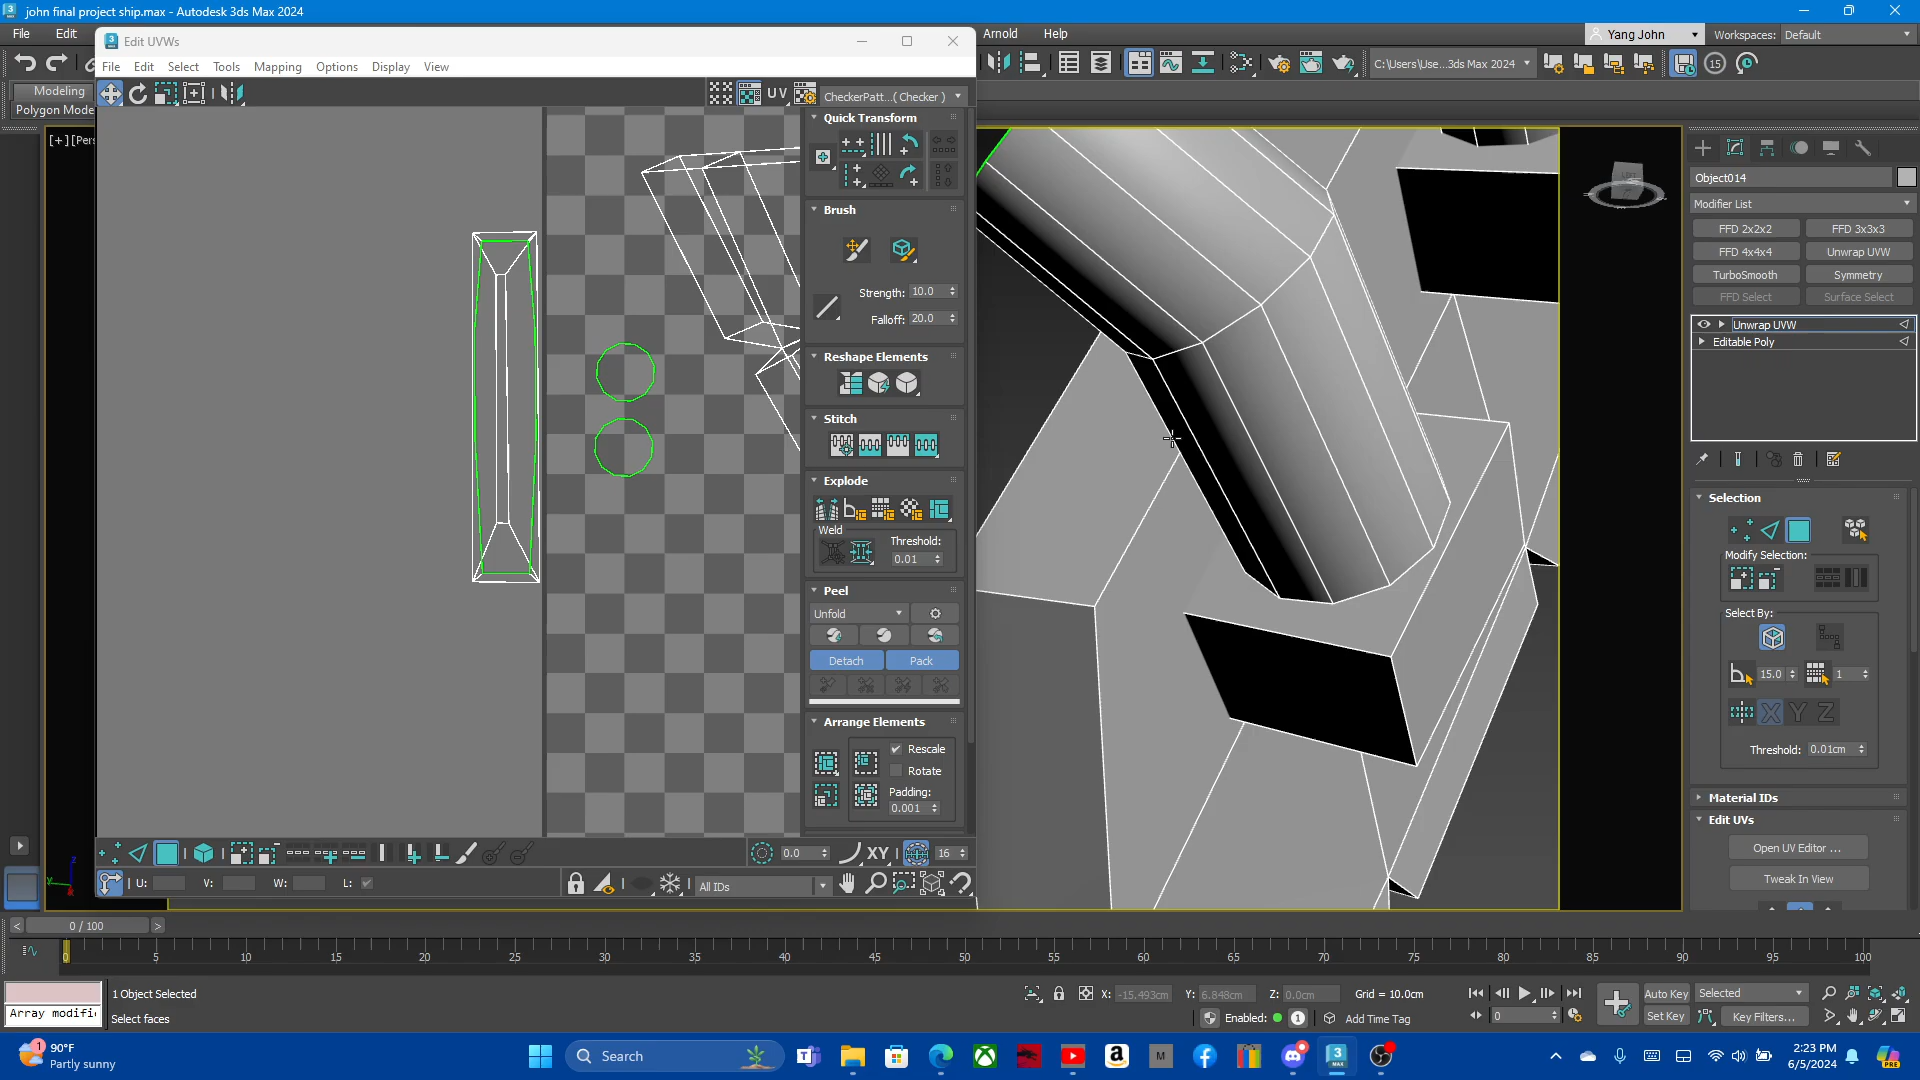 john final project ship.max - Autodesk 3ds Max 2024
File Edit
Arnold Help
Yang John
Workspaces: Default
Edit UVWs
File Edit Select Tools Mapping Options Display View
C:\Users\Use...3ds Max 2024
15
Modeling
Polygon Mode
UV
CheckerPatt...( Checker )
[+][Pers
Quick Transform
Brush
Strength: 10.0
Falloff: 20.0
Reshape Elements
Stitch
Explode
Weld
Threshold:
0.01
Peel
Unfold
Detach Pack
Arrange Elements
Rescale
Rotate
Padding:
0.001
0.0
XY
16
U: V: W: L:
All IDs
Object014
Modifier List
FFD 2x2x2 FFD 3x3x3
FFD 4x4x4 Unwrap UVW
TurboSmooth Symmetry
FFD Select Surface Select
Unwrap UVW
Editable Poly
Selection
Modify Selection:
Select By:
15.0 1
X Y Z
Threshold: 0.01cm
Material IDs
Edit UVs
Open UV Editor ...
Tweak In View
< 0 / 100 >
0 5 10 15 20 25 30 35 40 45 50 55 60 65 70 75 80 85 90 95 100
1 Object Selected
Array modifi
Select faces
X: -15.493cm Y: 6.848cm Z: 0.0cm Grid = 10.0cm
Enabled: 1 Add Time Tag
0
Auto Key Selected
Set Key Key Filters...
1
90°F
Partly sunny
Search
M
2:23 PM
6/5/2024
PRE